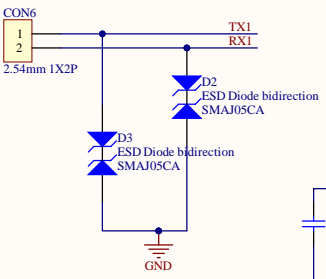 CON6
1
2
TX1
RX1
2.54mm 1X2P
D2
ESD Diode bidirection
SMAJ05CA
D3
ESD Diode bidirection
SMAJ05CA
GND